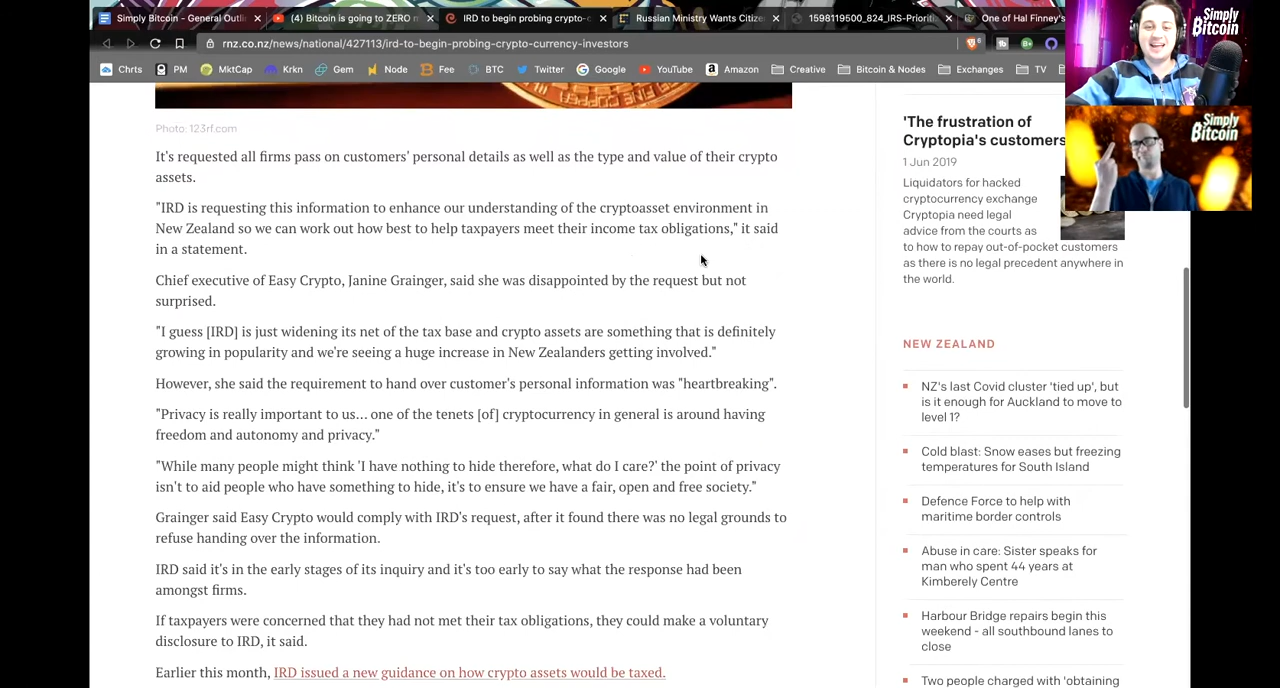 Simply Bitcoin - General Outli
(4) Bitcoin is going to ZERO n
IRD to begin probing crypto-c
Russian Ministry Wants Citize
1598119500_824_IRS-Prioriti
One of Hal Finney's
rnz.co.nz/news/national/427113/ird-to-begin-probing-crypto-currency-investors
Chrts PM MktCap Krkn Gem Node Fee BTC Twitter Google YouTube Amazon Creative Bitcoin & Nodes Exchanges TV
Simply
Bitcoin
Simply
Bitcoin
Photo: 123rf.com
It's requested all firms pass on customers' personal details as well as the type and value of their crypto
assets.
"IRD is requesting this information to enhance our understanding of the cryptoasset environment in
New Zealand so we can work out how best to help taxpayers meet their income tax obligations," it said
in a statement.
Chief executive of Easy Crypto, Janine Grainger, said she was disappointed by the request but not
surprised.
"I guess [IRD] is just widening its net of the tax base and crypto assets are something that is definitely
growing in popularity and we're seeing a huge increase in New Zealanders getting involved."
However, she said the requirement to hand over customer's personal information was "heartbreaking".
"Privacy is really important to us... one of the tenets [of] cryptocurrency in general is around having
freedom and autonomy and privacy."
"While many people might think 'I have nothing to hide therefore, what do I care?' the point of privacy
isn't to aid people who have something to hide, it's to ensure we have a fair, open and free society."
Grainger said Easy Crypto would comply with IRD's request, after it found there was no legal grounds to
refuse handing over the information.
IRD said it's in the early stages of its inquiry and it's too early to say what the response had been
amongst firms.
If taxpayers were concerned that they had not met their tax obligations, they could make a voluntary
disclosure to IRD, it said.
Earlier this month, IRD issued a new guidance on how crypto assets would be taxed.
'The frustration of
Cryptopia's customers
1 Jun 2019
Liquidators for hacked
cryptocurrency exchange
Cryptopia need legal
advice from the courts as
to how to repay out-of-pocket customers
as there is no legal precedent anywhere in
the world.
NEW ZEALAND
NZ's last Covid cluster 'tied up', but
is it enough for Auckland to move to
level 1?
Cold blast: Snow eases but freezing
temperatures for South Island
Defence Force to help with
maritime border controls
Abuse in care: Sister speaks for
man who spent 44 years at
Kimberely Centre
Harbour Bridge repairs begin this
weekend - all southbound lanes to
close
Two people charged with 'obtaining